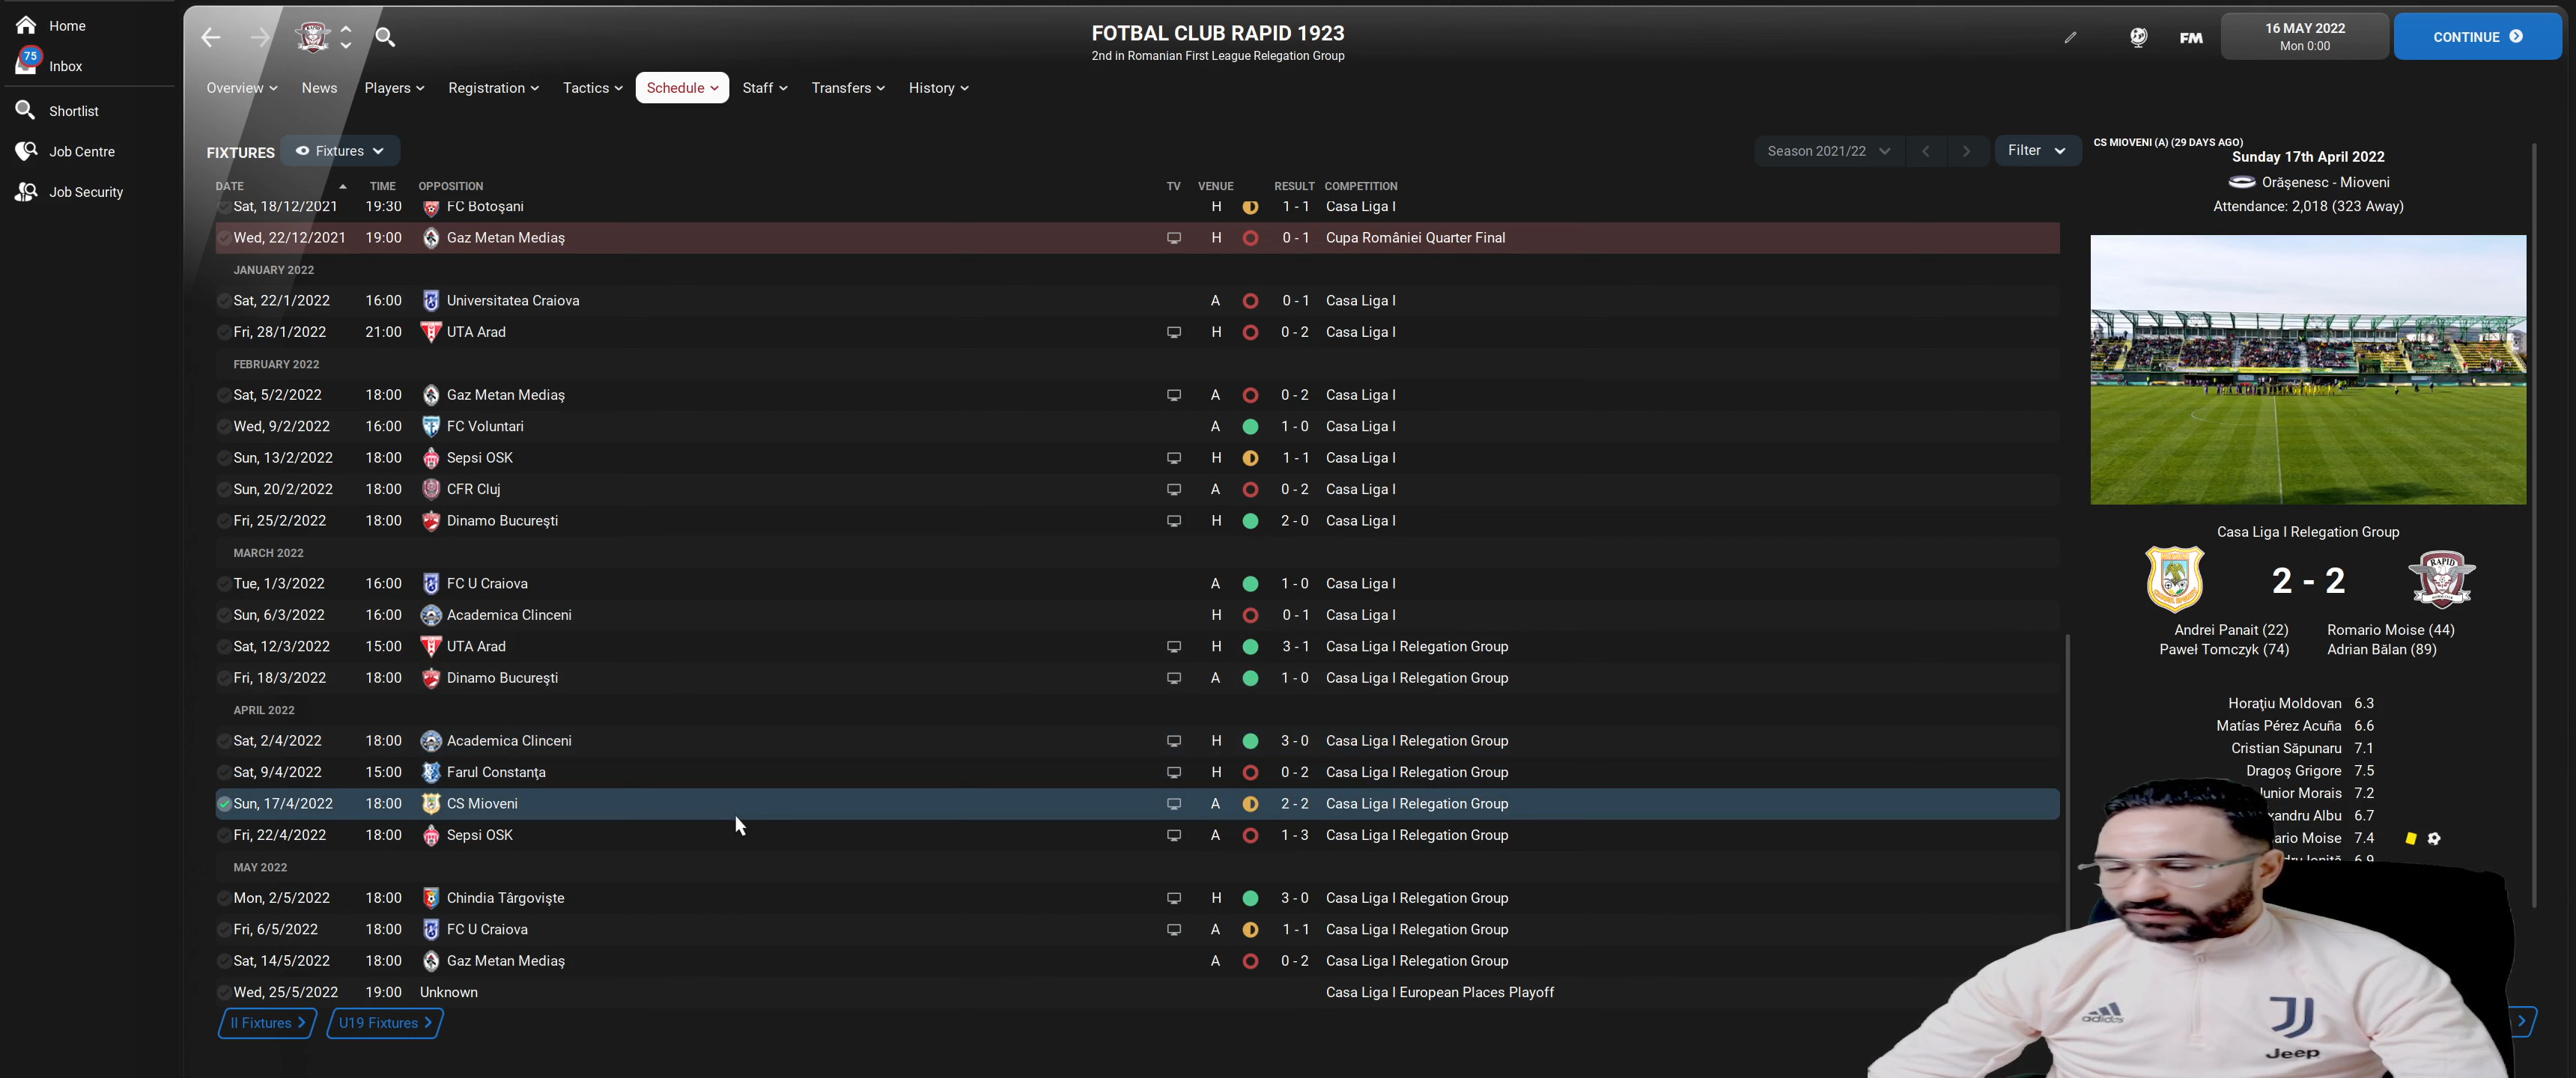 Home
75
Inbox
Shortlist
Job Centre
Job Security
FOTBAL CLUB RAPID 1923
2nd in Romanian First League Relegation Group
FM
16 MAY 2022
Mon 0:00
CONTINUE
Overview News Players Registration Tactics Schedule Staff Transfers History
FIXTURES Fixtures
Season 2021/22
Filter
DATE TIME OPPOSITION TV VENUE RESULT COMPETITION
Sat, 18/12/2021 19:30 FC Botoșani H 1 - 1 Casa Liga I
Wed, 22/12/2021 19:00 Gaz Metan Mediaș H 0 - 1 Cupa României Quarter Final
JANUARY 2022
Sat, 22/1/2022 16:00 Universitatea Craiova A 0 - 1 Casa Liga I
Fri, 28/1/2022 21:00 UTA Arad H 0 - 2 Casa Liga I
FEBRUARY 2022
Sat, 5/2/2022 18:00 Gaz Metan Mediaș A 0 - 2 Casa Liga I
Wed, 9/2/2022 16:00 FC Voluntari A 1 - 0 Casa Liga I
Sun, 13/2/2022 18:00 Sepsi OSK H 1 - 1 Casa Liga I
Sun, 20/2/2022 18:00 CFR Cluj A 0 - 2 Casa Liga I
Fri, 25/2/2022 18:00 Dinamo București H 2 - 0 Casa Liga I
MARCH 2022
Tue, 1/3/2022 16:00 FC U Craiova A 1 - 0 Casa Liga I
Sun, 6/3/2022 16:00 Academica Clinceni H 0 - 1 Casa Liga I
Sat, 12/3/2022 15:00 UTA Arad H 3 - 1 Casa Liga I Relegation Group
Fri, 18/3/2022 18:00 Dinamo București A 1 - 0 Casa Liga I Relegation Group
APRIL 2022
Sat, 2/4/2022 18:00 Academica Clinceni H 3 - 0 Casa Liga I Relegation Group
Sat, 9/4/2022 15:00 Farul Constanța H 0 - 2 Casa Liga I Relegation Group
Sun, 17/4/2022 18:00 CS Mioveni A 2 - 2 Casa Liga I Relegation Group
Fri, 22/4/2022 18:00 Sepsi OSK A 1 - 3 Casa Liga I Relegation Group
MAY 2022
Mon, 2/5/2022 18:00 Chindia Târgoviște H 3 - 0 Casa Liga I Relegation Group
Fri, 6/5/2022 18:00 FC U Craiova A 1 - 1 Casa Liga I Relegation Group
Sat, 14/5/2022 18:00 Gaz Metan Mediaș A 0 - 2 Casa Liga I Relegation Group
Wed, 25/5/2022 19:00 Unknown Casa Liga I European Places Playoff
II Fixtures
U19 Fixtures
CS MIOVENI (A) (29 DAYS AGO)
Sunday 17th April 2022
Orășenesc - Mioveni
Attendance: 2,018 (323 Away)
Casa Liga I Relegation Group
RAPID
2 - 2
Andrei Panait (22) Romario Moise (44)
Paweł Tomczyk (74) Adrian Bălan (89)
Horațiu Moldovan 6.3
Matías Pérez Acuña 6.6
Cristian Săpunaru 7.1
Dragoș Grigore 7.5
Junior Morais 7.2
xandru Albu 6.7
ario Moise 7.4
6.9
adidas
Jeep